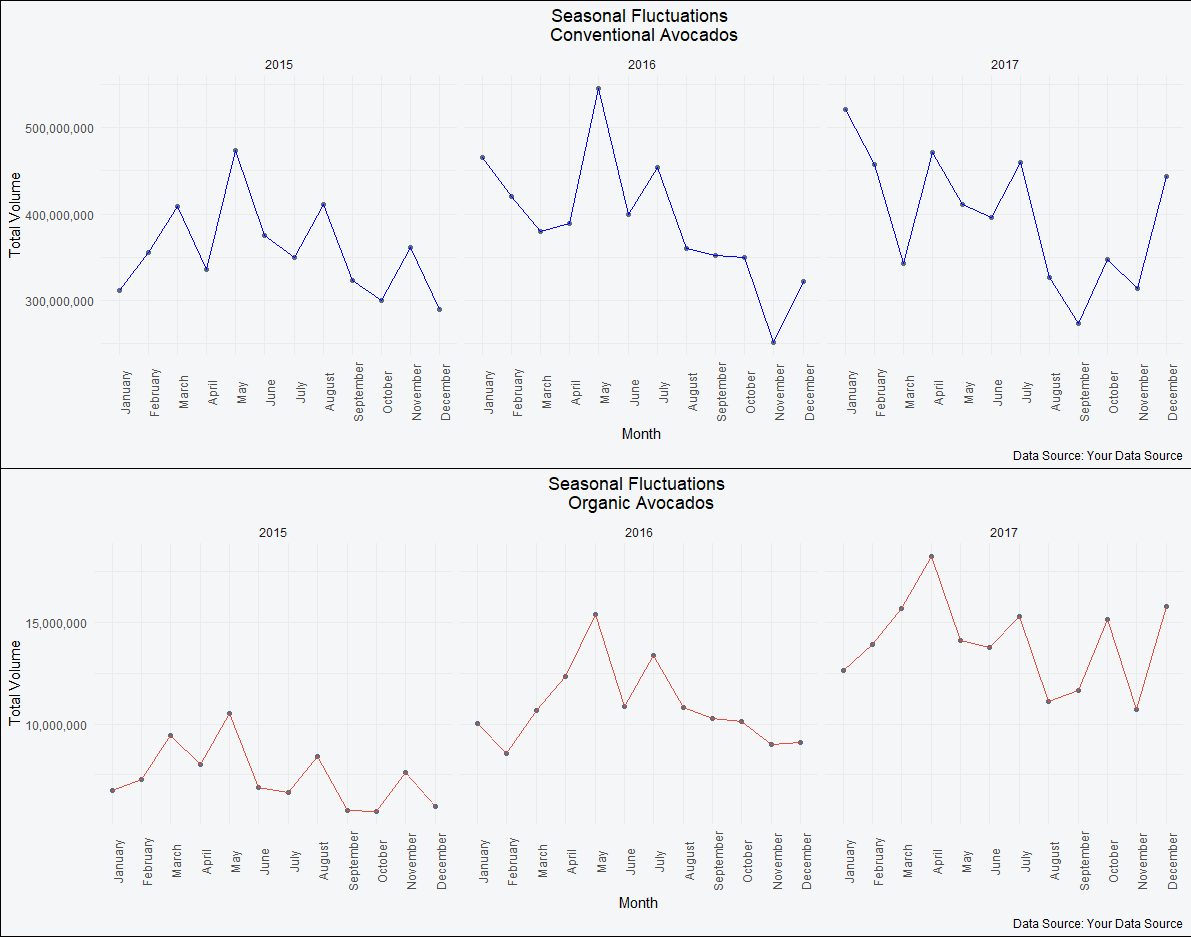 Seasonal Fluctuations
Conventional Avocados
2015 2016 2017
Total Volume
500,000,000
400,000,000
300,000,000
January February March April May June July August September October November December January February March April May June July August September October November December January February March April May June July August September October November December
Month
Data Source: Your Data Source
Seasonal Fluctuations
Organic Avocados
2015 2016 2017
Total Volume
15,000,000
10,000,000
January February March April May June July August September October November December January February March April May June July August September October November December January February March April May June July August September October November December
Month
Data Source: Your Data Source